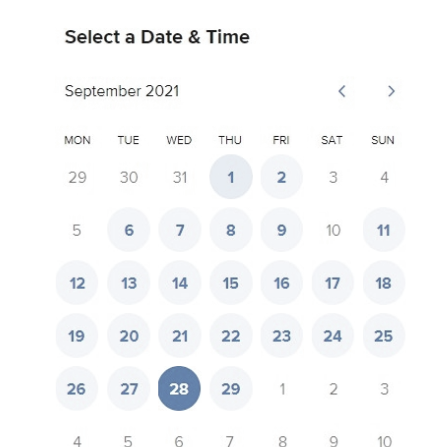 Select a Date & Time
September 2021
MON TUE WED THU FRI SAT SUN
29 30 31 1 2 3 4
5 6 7 8 9 10 11
12 13 14 15 16 17 18
19 20 21 22 23 24 25
26 27 28 29 1 2 3
4 5 6 7 8 9 10